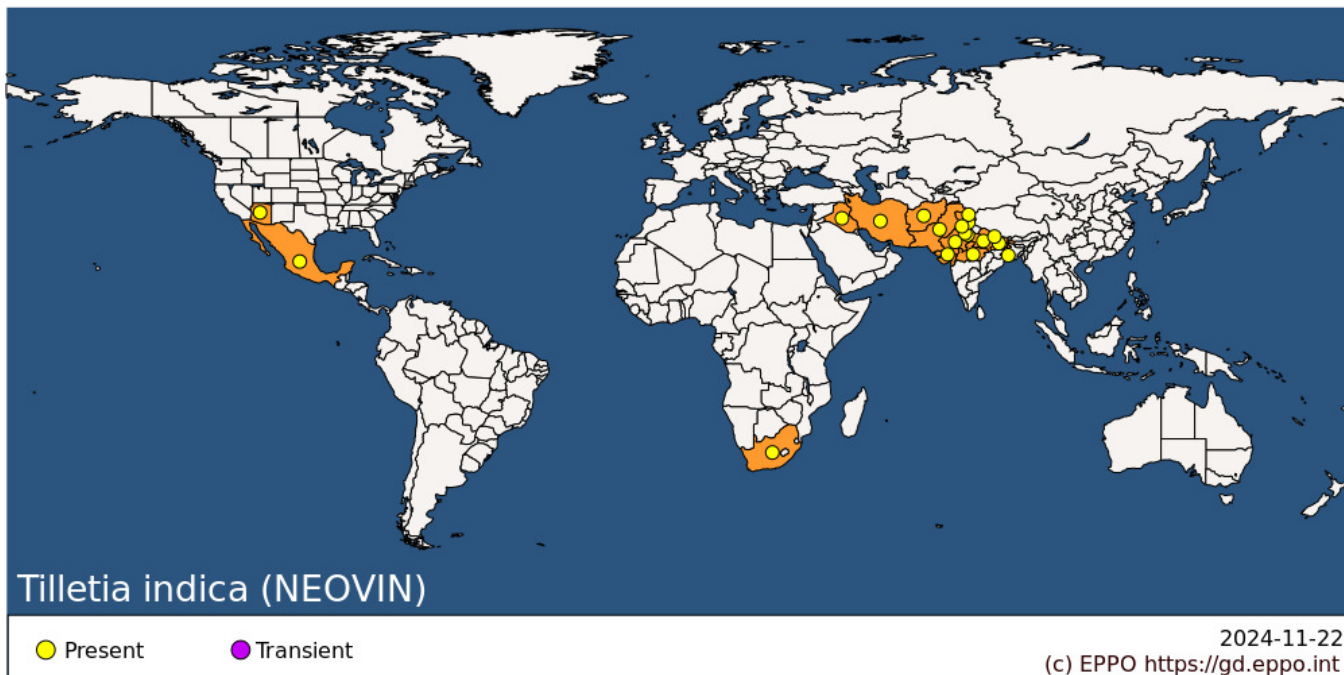 Tilletia indica (NEOVIN)
Present
Transient
2024-11-22
(c) EPPO https://gd.eppo.int